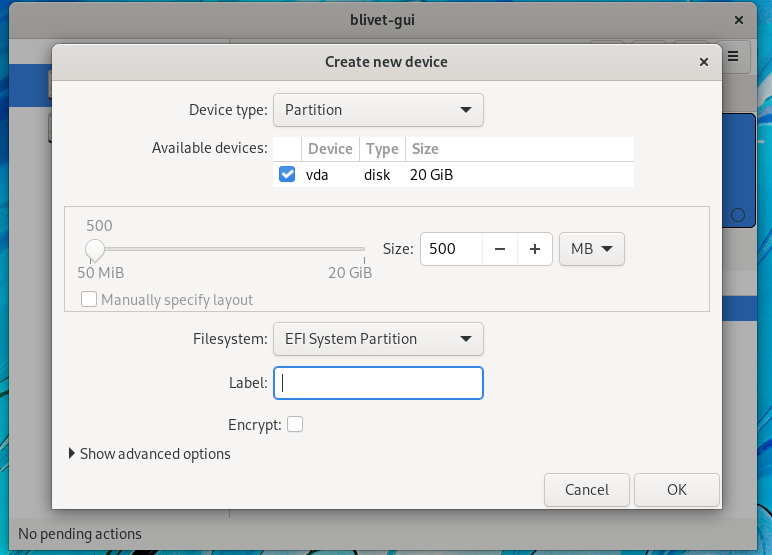 blivet-gui
Create new device
Device type: Partition
Available devices: Device Type Size
vda disk 20 GiB
500
Size: 500 MB
50 MiB 20 GiB
Manually specify layout
Filesystem: EFI System Partition
Label:
Encrypt:
Show advanced options
Cancel OK
No pending actions